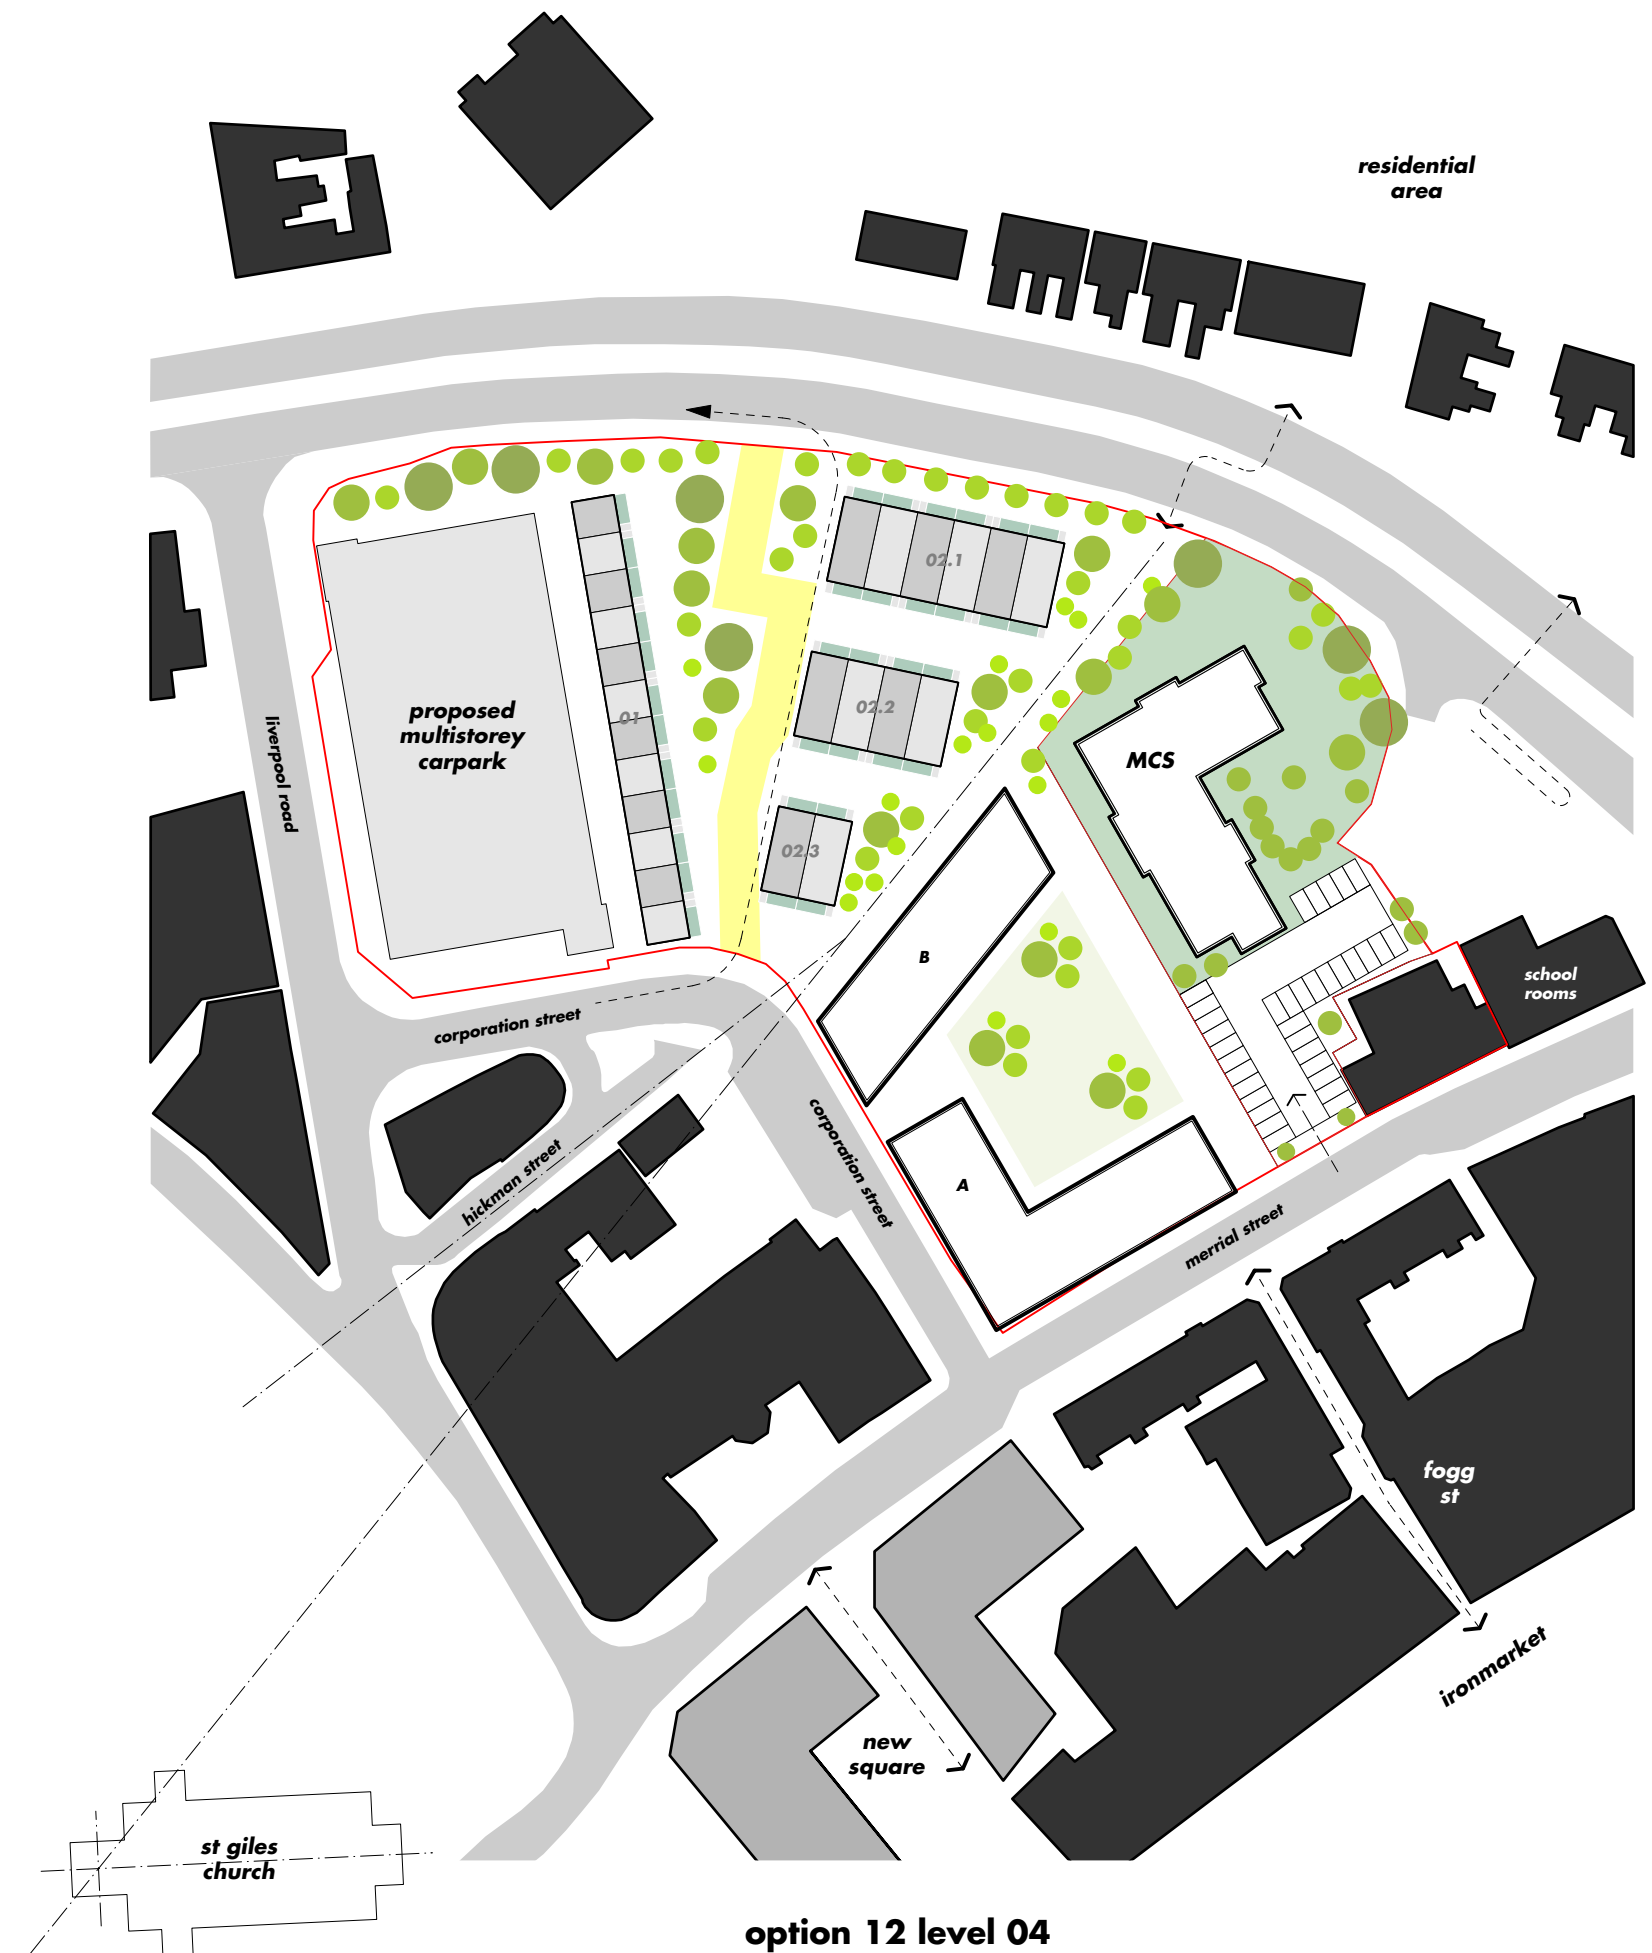 residential
area
02.1
proposed
multistorey
carpark
01
02.2
liverpool road
MCS
02.3
B
school
rooms
corporation street
corporation street
hickman street
A
merrial street
fogg
st
ironmarket
new
square
st giles
church
option 12 level 04